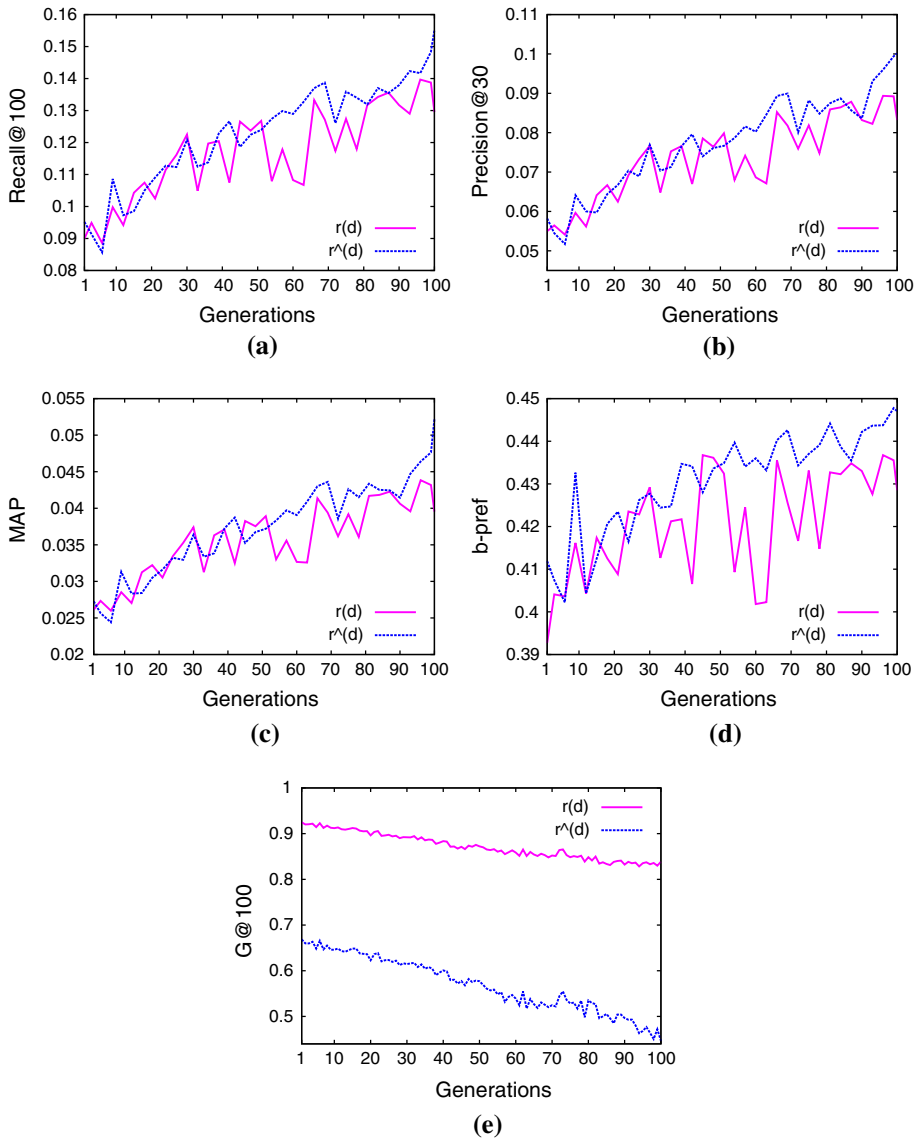 0.16
0.15
0.14
0.13
0.12
0.11
0.1
0.09
0.08
Recall@100
r(d)
r^(d)
1 10 20 30 40 50 60 70 80 90 100
Generations
(a)
0.1
0.09
0.08
0.07
0.06
0.05
Precision@30
r(d)
r^(d)
1 10 20 30 40 50 60 70 80 90 100
Generations
(b)
0.055
0.05
0.045
0.04
0.035
0.03
0.025
0.02
MAP
r(d)
r^(d)
1 10 20 30 40 50 60 70 80 90 100
Generations
(c)
0.45
0.44
0.43
0.42
0.41
0.4
0.39
b-pref
r(d)
r^(d)
1 10 20 30 40 50 60 70 80 90 100
Generations
(d)
1
0.9
0.8
0.7
0.6
0.5
G@100
r(d)
r^(d)
1 10 20 30 40 50 60 70 80 90 100
Generations
(e)